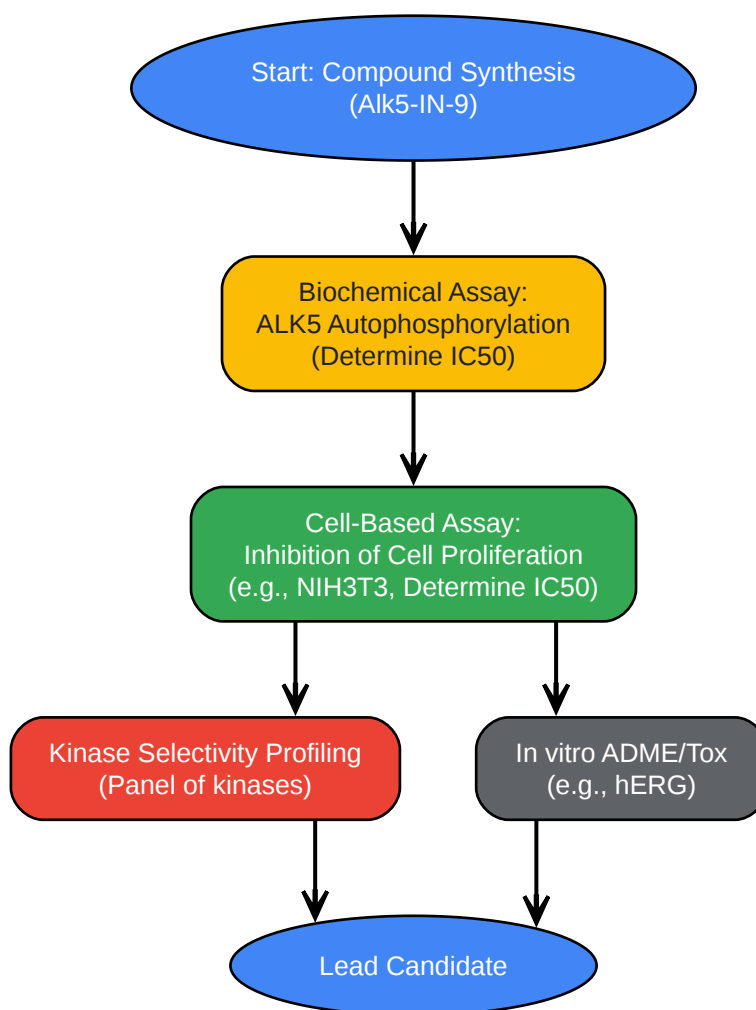 Start: Compound Synthesis
(Alk5-IN-9)
Biochemical Assay:
ALK5 Autophosphorylation
(Determine IC50)
Cell-Based Assay:
Inhibition of Cell Proliferation
(e.g., NIH3T3, Determine IC50)
Kinase Selectivity Profiling
(Panel of kinases)
In vitro ADME/Tox
(e.g., hERG)
Lead Candidate